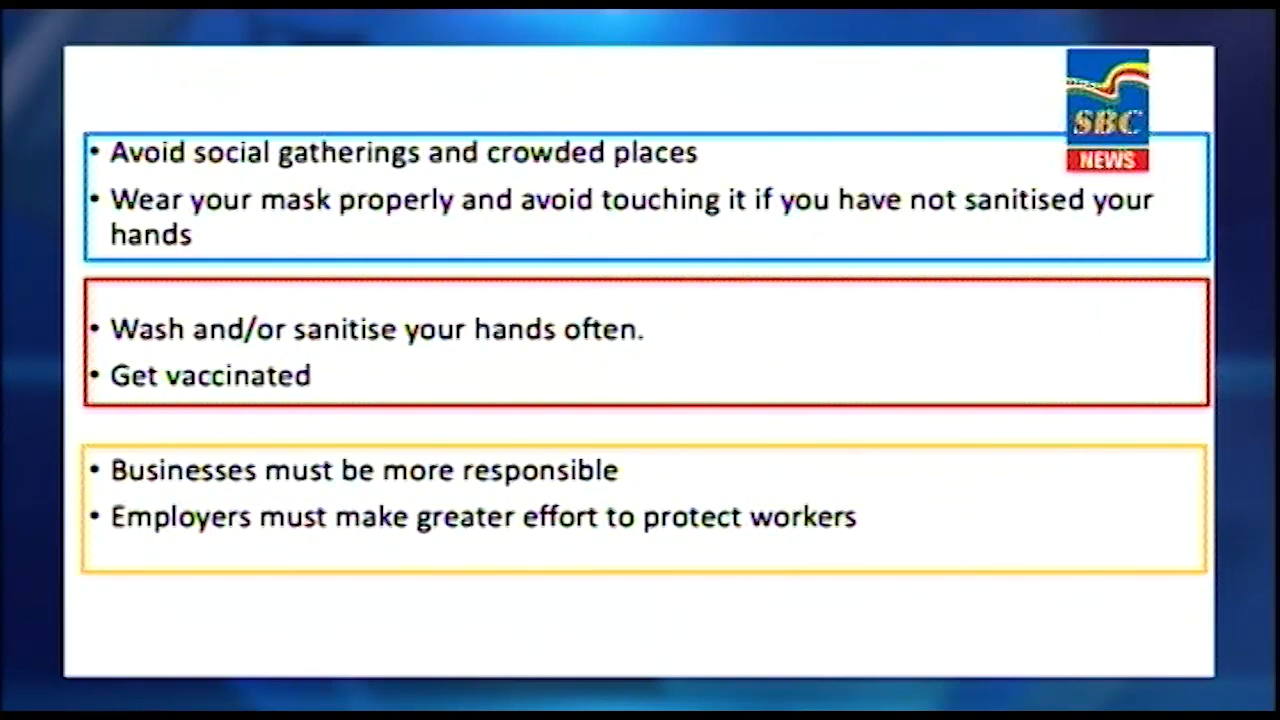 SBC
NEWS
• Avoid social gatherings and crowded places
• Wear your mask properly and avoid touching it if you have not sanitised your
hands
• Wash and/or sanitise your hands often.
• Get vaccinated
• Businesses must be more responsible
• Employers must make greater effort to protect workers